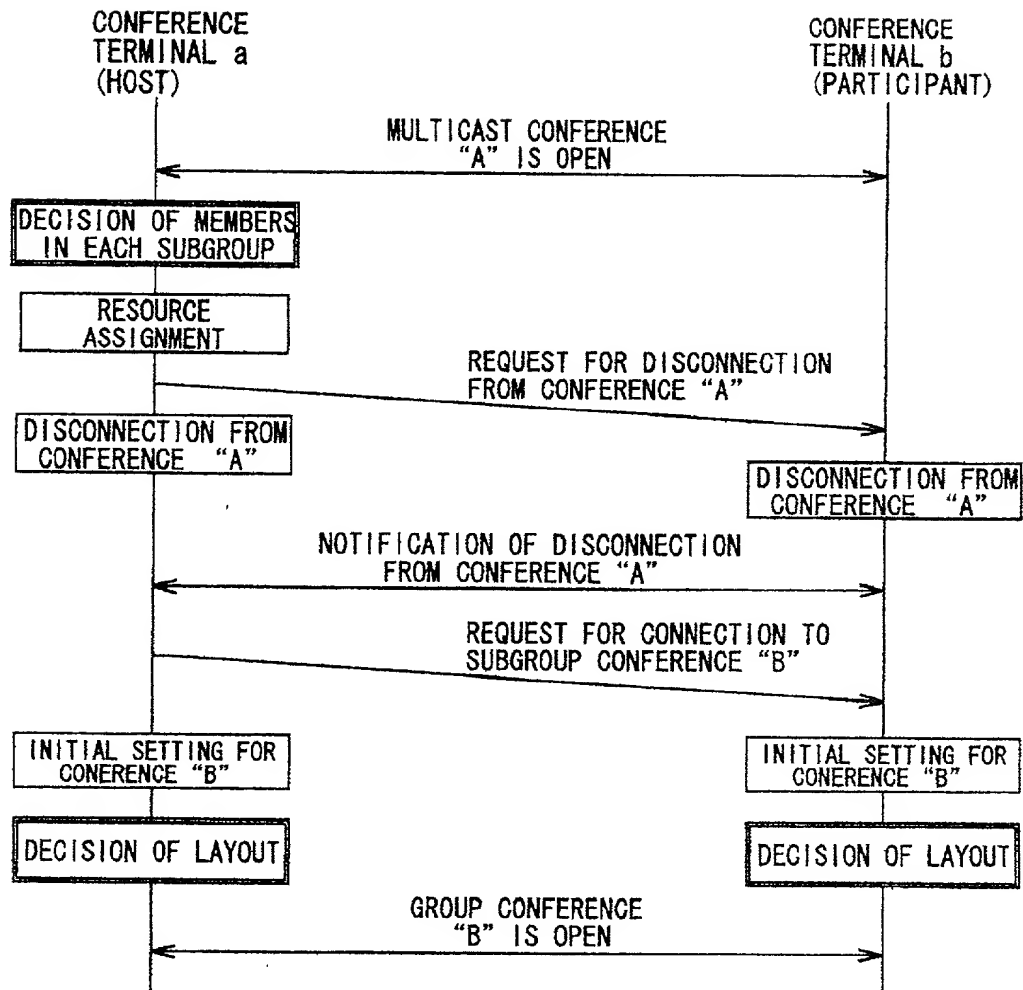 CONFERENCE
TERMINAL a
(HOST)
CONFERENCE
TERMINAL b
(PARTICIPANT)
MULTICAST CONFERENCE
“A” IS OPEN
DECISION OF MEMBERS
IN EACH SUBGROUP
RESOURCE
ASSIGNMENT
REQUEST FOR DISCONNECTION
FROM CONFERENCE “A”
DISCONNECTION FROM
CONFERENCE “A”
DISCONNECTION FROM
CONFERENCE “A”
NOTIFICATION OF DISCONNECTION
FROM CONFERENCE “A”
REQUEST FOR CONNECTION TO
SUBGROUP CONFERENCE “B”
INITIAL SETTING FOR
CONERENCE “B”
INITIAL SETTING FOR
CONERENCE “B”
DECISION OF LAYOUT
DECISION OF LAYOUT
GROUP CONFERENCE
“B” IS OPEN